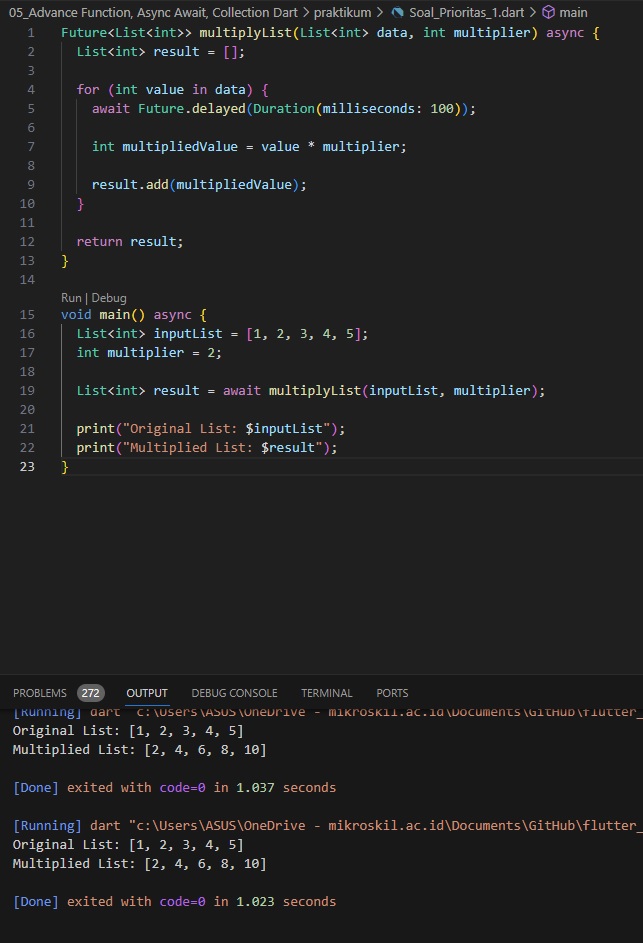 05_Advance Function, Async Await, Collection Dart > praktikum > Soal_Prioritas_1.dart > main
1 Future<List<int>> multiplyList(List<int> data, int multiplier) async {
2 List<int> result = [];
3
4 for (int value in data) {
5 await Future.delayed(Duration(milliseconds: 100));
6
7 int multipliedValue = value * multiplier;
8
9 result.add(multipliedValue);
10 }
11
12 return result;
13 }
14
Run | Debug
15 void main() async {
16 List<int> inputList = [1, 2, 3, 4, 5];
17 int multiplier = 2;
18
19 List<int> result = await multiplyList(inputList, multiplier);
20
21 print("Original List: $inputList");
22 print("Multiplied List: $result");
23 }
PROBLEMS 272 OUTPUT DEBUG CONSOLE TERMINAL PORTS
[Running] dart "c:\Users\ASUS\OneDrive - mikroskil.ac.id\Documents\GitHub\flutter_
Original List: [1, 2, 3, 4, 5]
Multiplied List: [2, 4, 6, 8, 10]
[Done] exited with code=0 in 1.037 seconds
[Running] dart "c:\Users\ASUS\OneDrive - mikroskil.ac.id\Documents\GitHub\flutter_
Original List: [1, 2, 3, 4, 5]
Multiplied List: [2, 4, 6, 8, 10]
[Done] exited with code=0 in 1.023 seconds